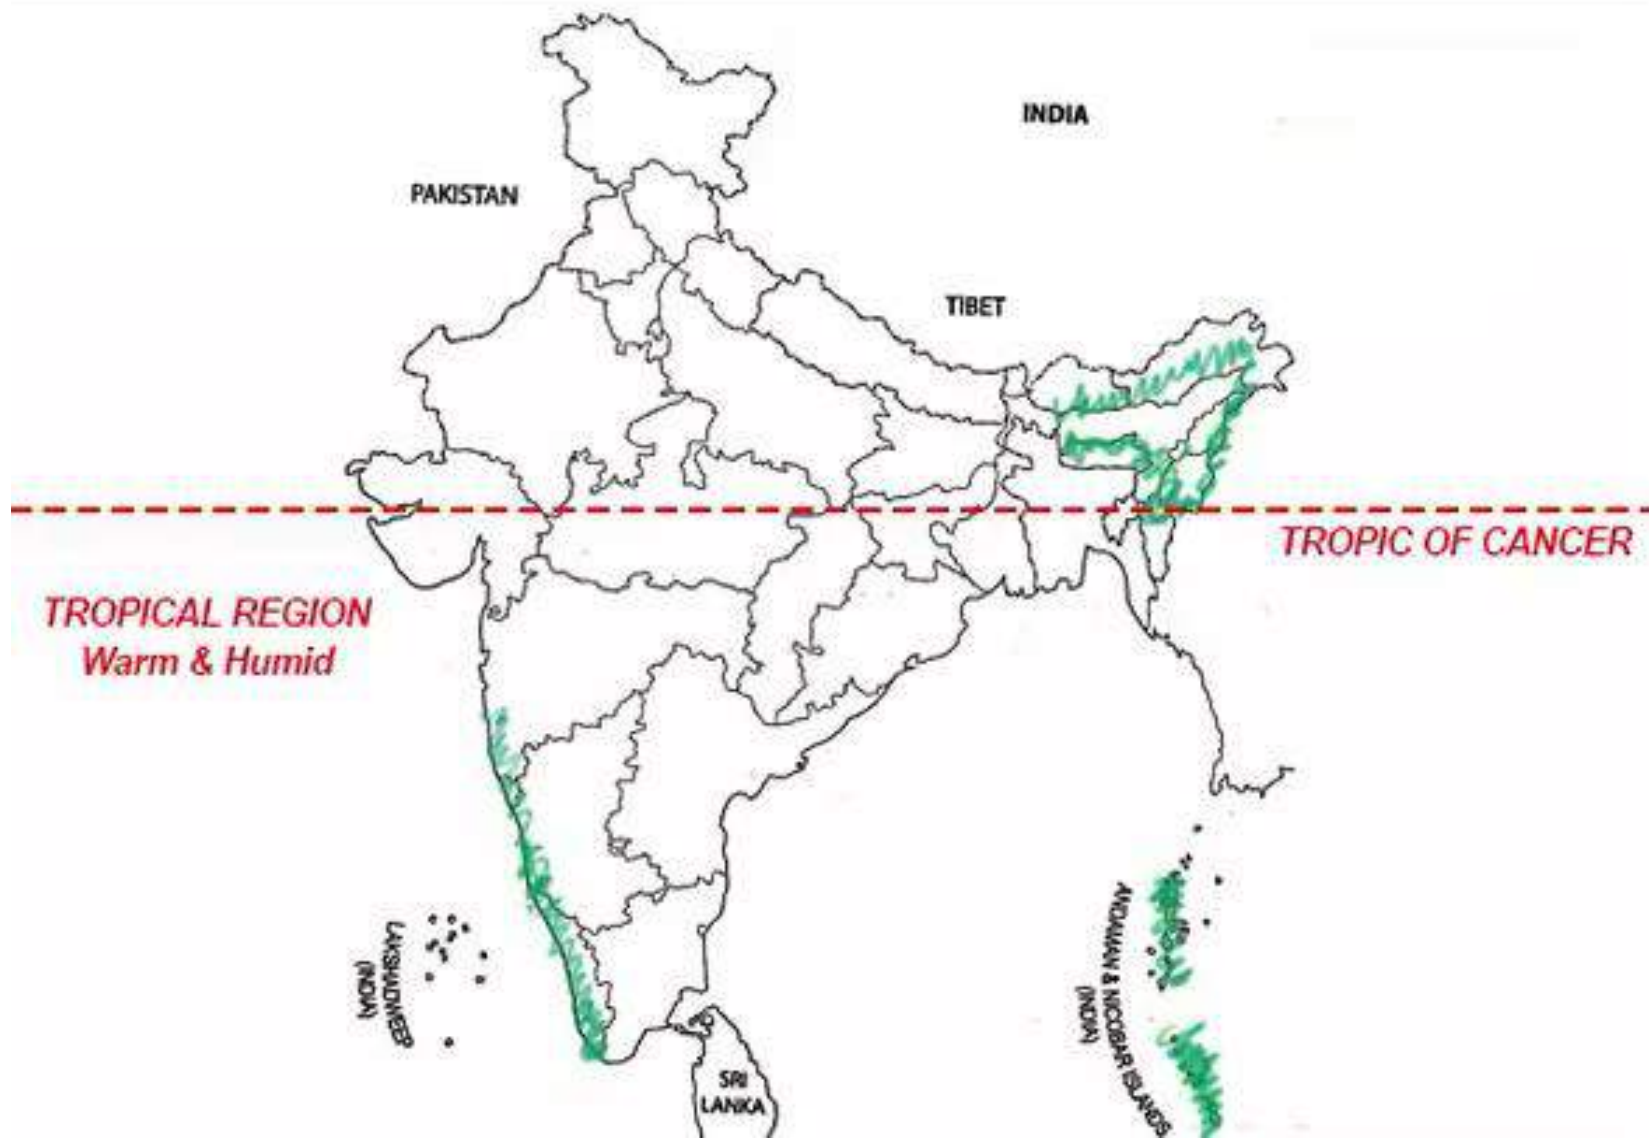 INDIA
PAKISTAN
TIBET
TROPIC OF CANCER
TROPICAL REGION
Warm & Humid
LAKSHADWEEP
(INDIA)
ANDAMAN & NICOBAR ISLANDS
(INDIA)
SRI
LANKA